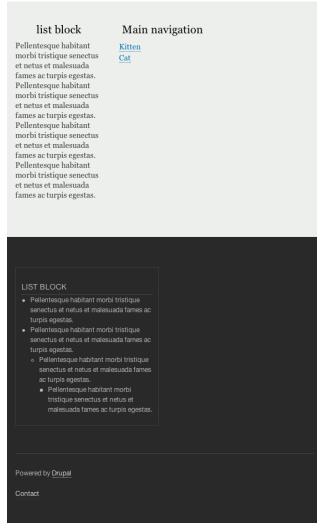 list block
Pellentesque habitant
morbi tristique senectus
et netus et malesuada
fames ac turpis egestas.
Pellentesque habitant
morbi tristique senectus
et netus et malesuada
fames ac turpis egestas.
Pellentesque habitant
morbi tristique senectus
et netus et malesuada
fames ac turpis egestas.
Pellentesque habitant
morbi tristique senectus
et netus et malesuada
fames ac turpis egestas.
Main navigation
Kitten
Cat
LIST BLOCK
Pellentesque habitant morbi tristique
senectus et netus et malesuada fames ac
turpis egestas.
Pellentesque habitant morbi tristique
senectus et netus et malesuada fames ac
turpis egestas.
Pellentesque habitant morbi tristique
senectus et netus et malesuada fames
ac turpis egestas.
Pellentesque habitant morbi
tristique senectus et netus et
malesuada fames ac turpis egestas.
Powered by Drupal
Contact